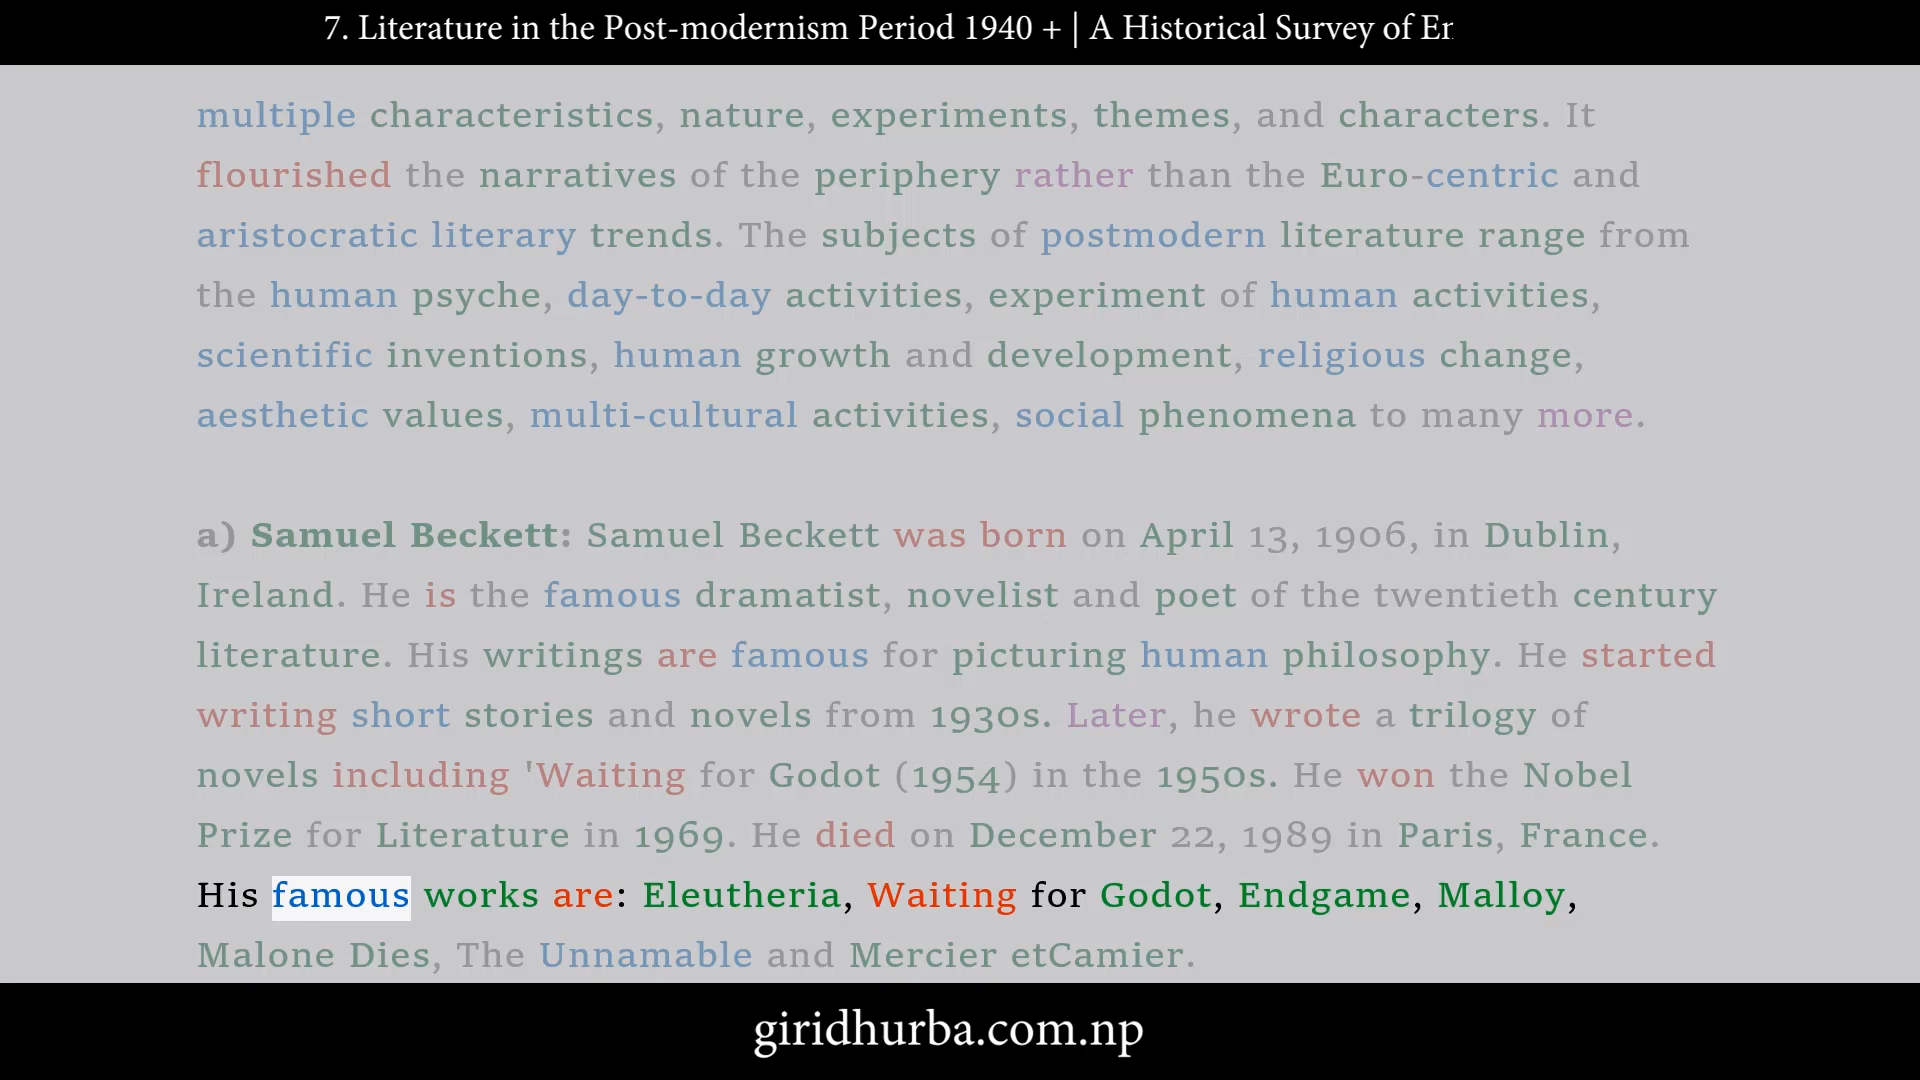 7. Literature in the Post-modernism Period 1940 + | A Historical Survey of En
multiple characteristics, nature, experiments, themes, and characters. It
flourished the narratives of the periphery rather than the Euro-centric and
aristocratic literary trends. The subjects of postmodern literature range from
the human psyche, day-to-day activities, experiment of human activities,
scientific inventions, human growth and development, religious change,
aesthetic values, multi-cultural activities, social phenomena to many more.
a) Samuel Beckett: Samuel Beckett was born on April 13, 1906, in Dublin,
Ireland. He is the famous dramatist, novelist and poet of the twentieth century
literature. His writings are famous for picturing human philosophy. He started
writing short stories and novels from 1930s. Later, he wrote a trilogy of
novels including 'Waiting for Godot (1954) in the 1950s. He won the Nobel
Prize for Literature in 1969. He died on December 22, 1989 in Paris, France.
His famous works are: Eleutheria, Waiting for Godot, Endgame, Malloy,
Malone Dies, The Unnamable and Mercier etCamier.
giridhurba.com.np